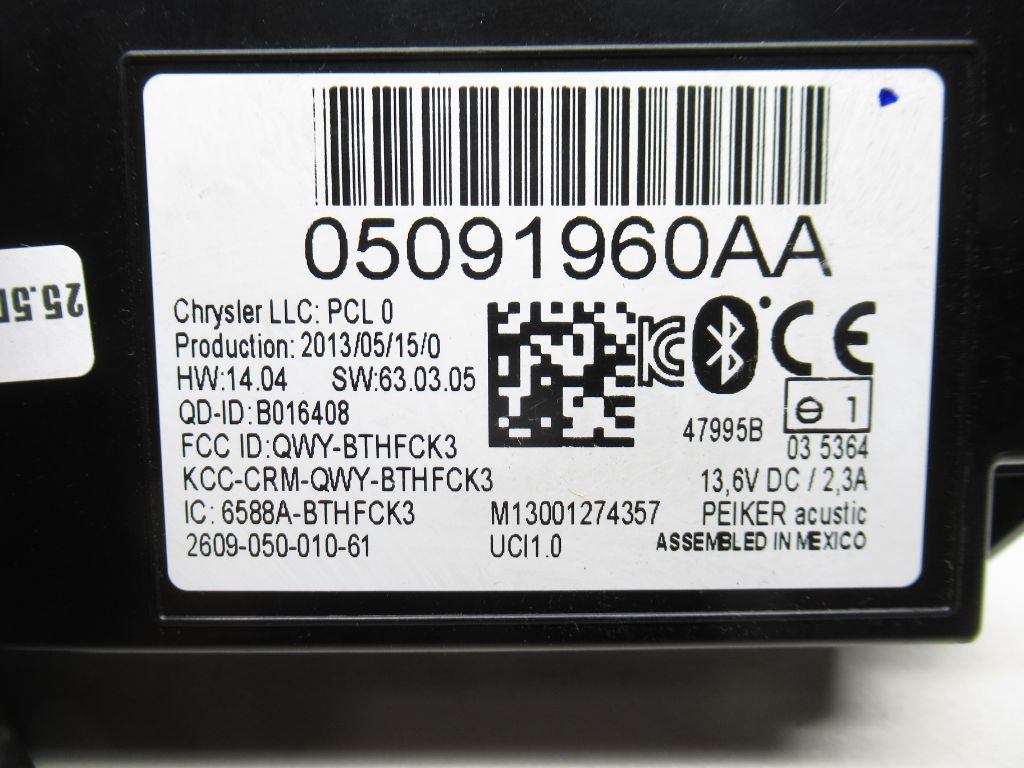 05091960AA
Chrysler LLC: PCL 0
Production: 2013/05/15/0
HW:14.04 SW:63.03.05
QD-ID: B016408
FCC ID: QWY-BTHFCK3
KCC-CRM-QWY-BTHFCK3
IC: 6588A-BTHFCK3
2609-050-010-61
M13001274357
UCI1.0
CE
e 1
47995B
03 5364
13,6V DC / 2,3A
PEIKER acustic
ASSEMBLED IN MEXICO